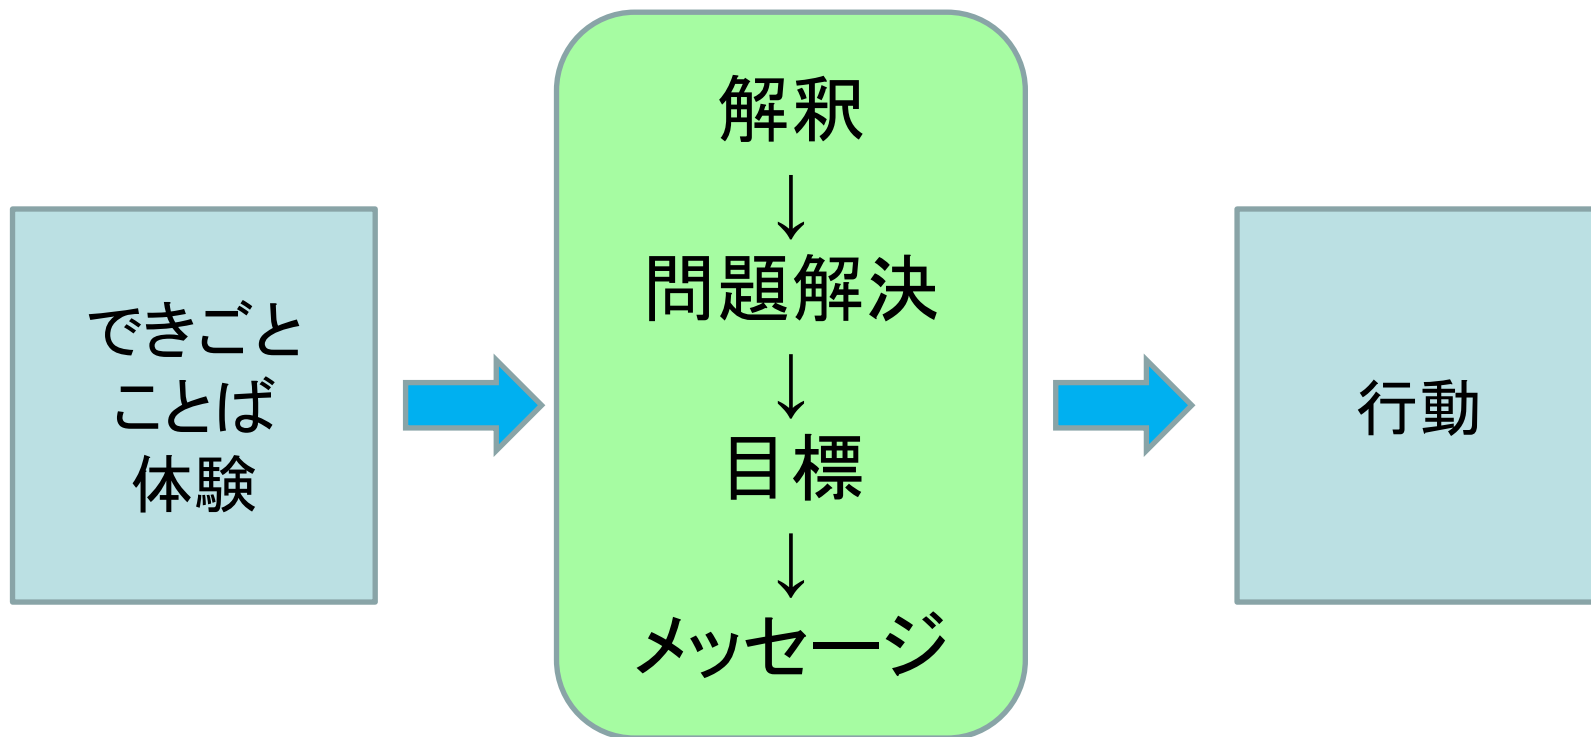 できごと
ことば
体験
解釈
↓
問題解決
↓
目標
↓
メッセージ
行動